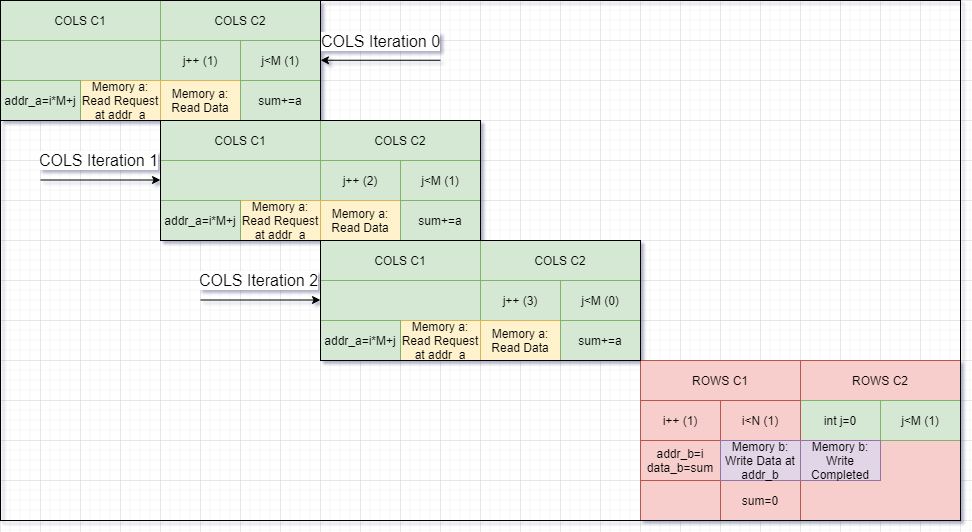 COLS C1 COLS C2
COLS Iteration 0
j++ (1) j<M (1)
addr_a=i*M+j
Memory a:
Read Request
at addr_a
Memory a:
Read Data
sum+=a
COLS C1 COLS C2
COLS Iteration 1
j++ (2) j<M (1)
addr_a=i*M+j
Memory a:
Read Request
at addr_a
Memory a:
Read Data
sum+=a
COLS C1 COLS C2
COLS Iteration 2
j++ (3) j<M (0)
addr_a=i*M+j
Memory a:
Read Request
at addr_a
Memory a:
Read Data
sum+=a
ROWS C1 ROWS C2
i++ (1) i<N (1) int j=0 j<M (1)
addr_b=i
data_b=sum
Memory b:
Write Data at
addr_b
Memory b:
Write
Completed
sum=0